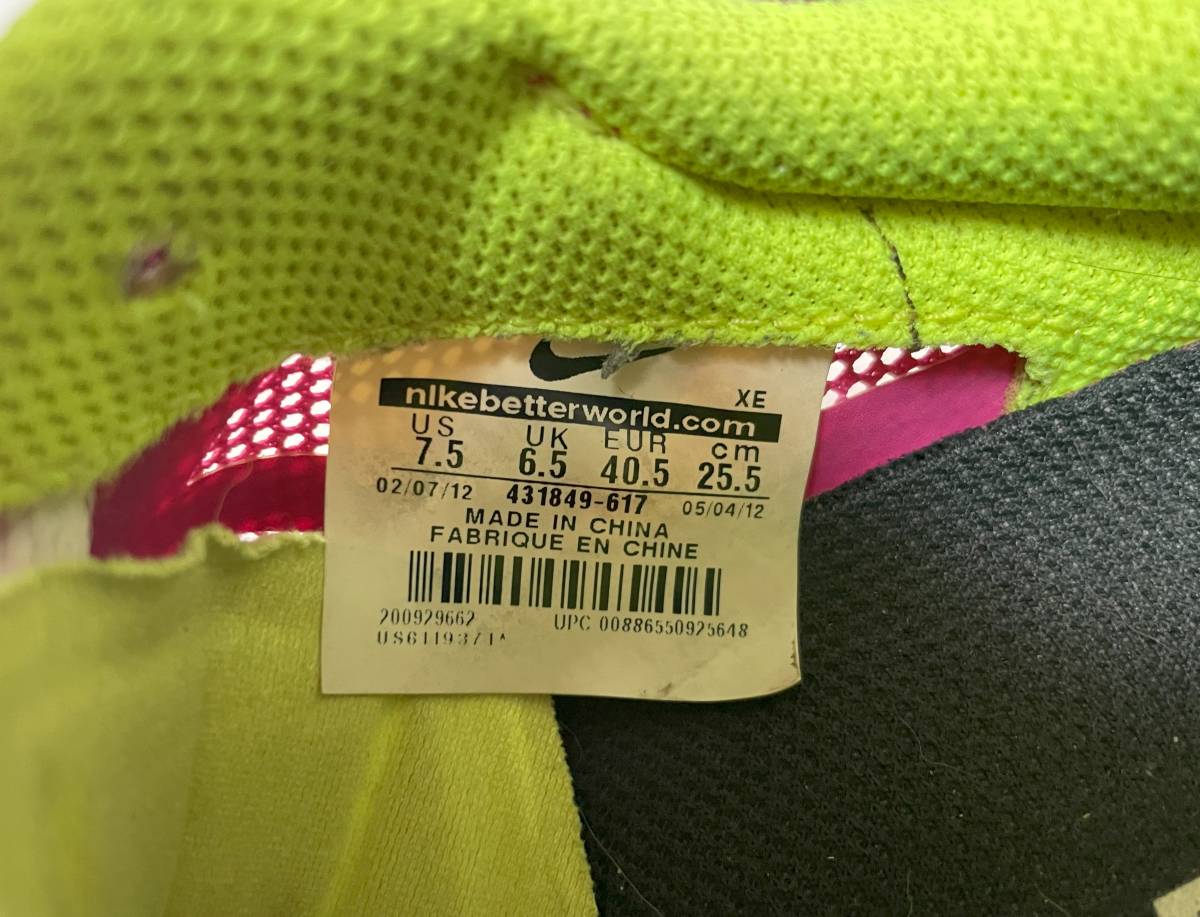 XE
nikebetterworld.com
US UK EUR cm
7.5 6.5 40.5 25.5
02/07/12 431849-617 05/04/12
MADE IN CHINA
FABRIQUE EN CHINE
200929662 UPC 00886550925648